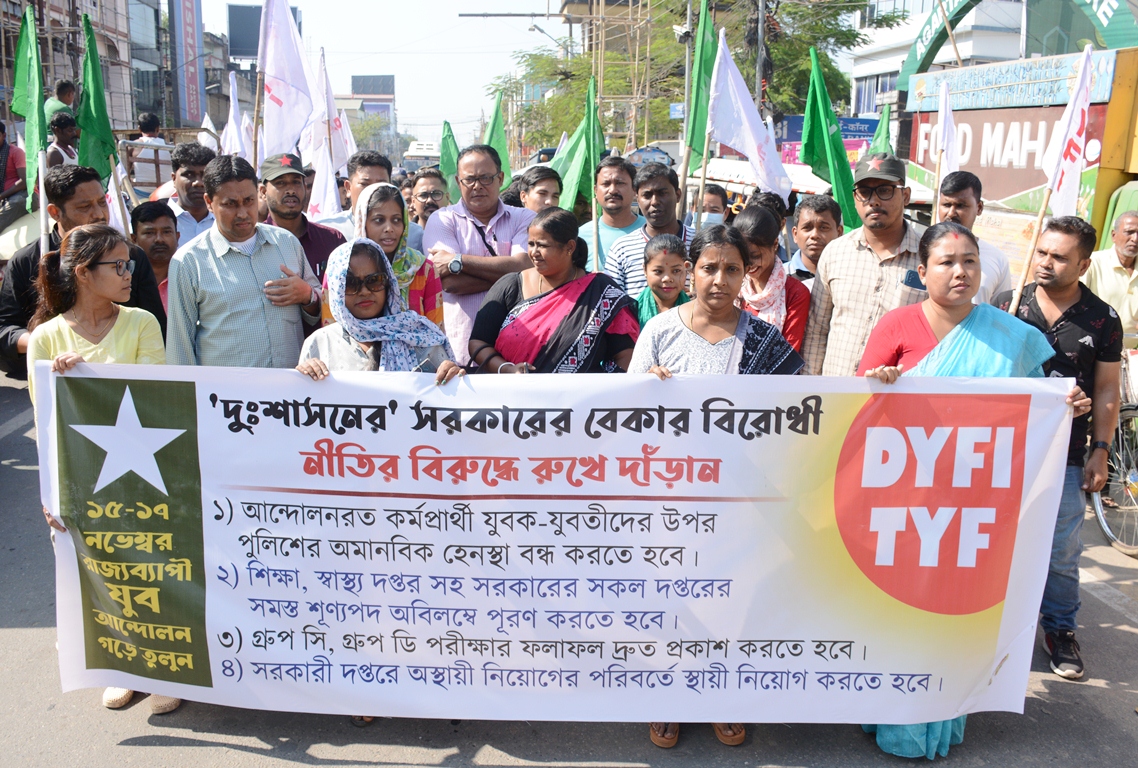 'দুঃশাসনের' সরকারের বেকার বিরোধী
নীতির বিরুদ্ধে রুখে দাঁড়ান
১) আন্দোলনরত কর্মপ্রার্থী যুবক-যুবতীদের উপর
পুলিশের অমানবিক হেনস্থা বন্ধ করতে হবে।
২) শিক্ষা, স্বাস্থ্য দপ্তর সহ সরকারের সকল দপ্তরের
সমস্ত শূণ্যপদ অবিলম্বে পূরণ করতে হবে।
৩) গ্রুপ সি, গ্রুপ ডি পরীক্ষার ফলাফল দ্রুত প্রকাশ করতে হবে।
৪) সরকারী দপ্তরে অস্থায়ী নিয়োগের পরিবর্তে স্থায়ী নিয়োগ করতে হবে।
১৫-১৭
নভেম্বর
রাজ্যব্যাপী
যুব
আন্দোলন
গড়ে তুলুন
DYFI
TYF
FOOD MAHA